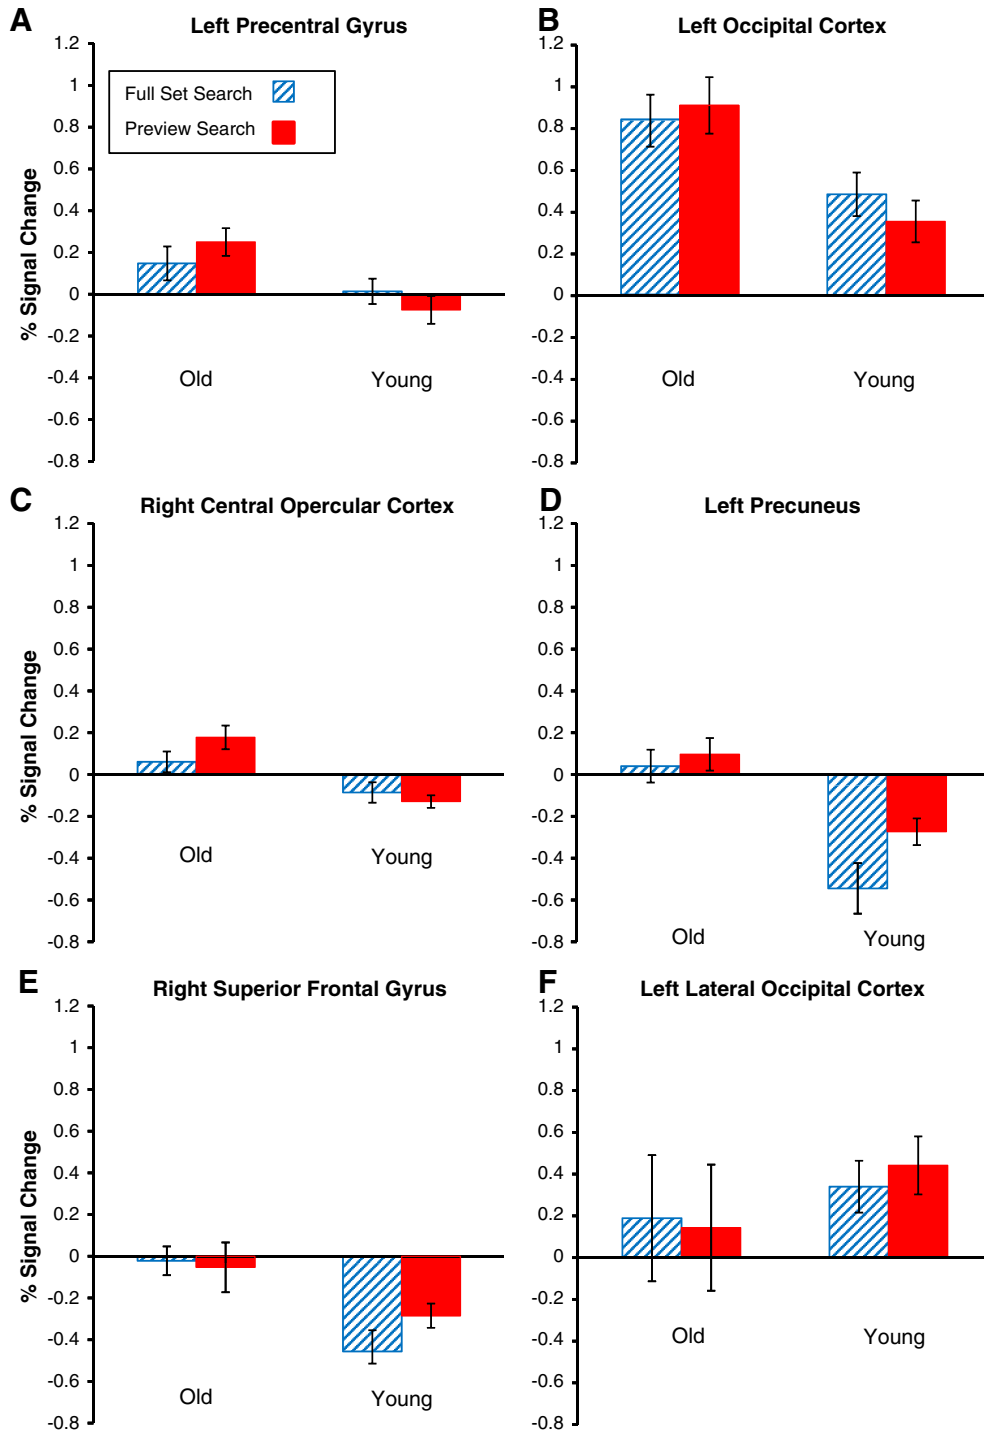 A
Left Precentral Gyrus
1.2
1
0.8
0.6
0.4
0.2
0
-0.2
-0.4
-0.6
-0.8
% Signal Change
Full Set Search
Preview Search
Old
Young
B
Left Occipital Cortex
1.2
1
0.8
0.6
0.4
0.2
0
-0.2
-0.4
-0.6
-0.8
Old
Young
C
Right Central Opercular Cortex
1.2
1
0.8
0.6
0.4
0.2
0
-0.2
-0.4
-0.6
-0.8
% Signal Change
Old
Young
D
Left Precuneus
1.2
1
0.8
0.6
0.4
0.2
0
-0.2
-0.4
-0.6
-0.8
Old
Young
E
Right Superior Frontal Gyrus
1.2
1
0.8
0.6
0.4
0.2
0
-0.2
-0.4
-0.6
-0.8
% Signal Change
Old
Young
F
Left Lateral Occipital Cortex
1.2
1
0.8
0.6
0.4
0.2
0
-0.2
-0.4
-0.6
-0.8
Old
Young